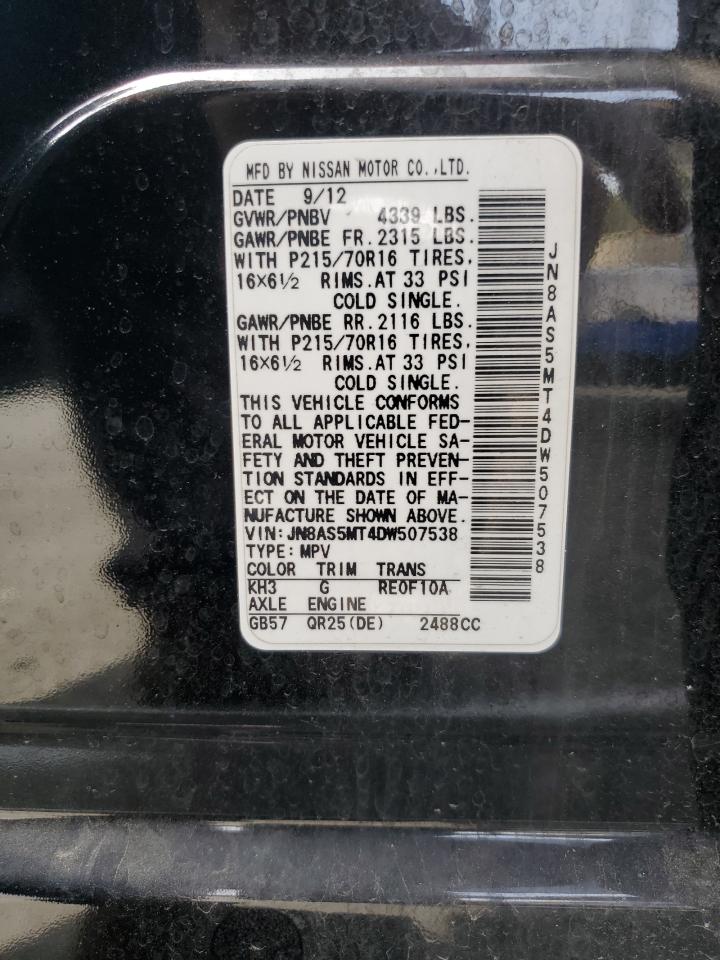 MFD BY NISSAN MOTOR CO.,LTD.
DATE 9/12
GVWR/PNBV 4339 LBS.
GAWR/PNBE FR. 2315 LBS.
WITH P215/70R16 TIRES,
16×6½ RIMS. AT 33 PSI
COLD SINGLE.
GAWR/PNBE RR. 2116 LBS.
WITH P215/70R16 TIRES,
16×6½ RIMS. AT 33 PSI
COLD SINGLE.
THIS VEHICLE CONFORMS
TO ALL APPLICABLE FED-
ERAL MOTOR VEHICLE SA-
FETY AND THEFT PREVEN-
TION STANDARDS IN EFF-
ECT ON THE DATE OF MA-
NUFACTURE SHOWN ABOVE.
VIN: JN8AS5MT4DW507538
TYPE: MPV
COLOR TRIM TRANS
KH3 G RE0F10A
AXLE ENGINE
GB57 QR25(DE) 2488CC
JN8AS5MT4DW507538